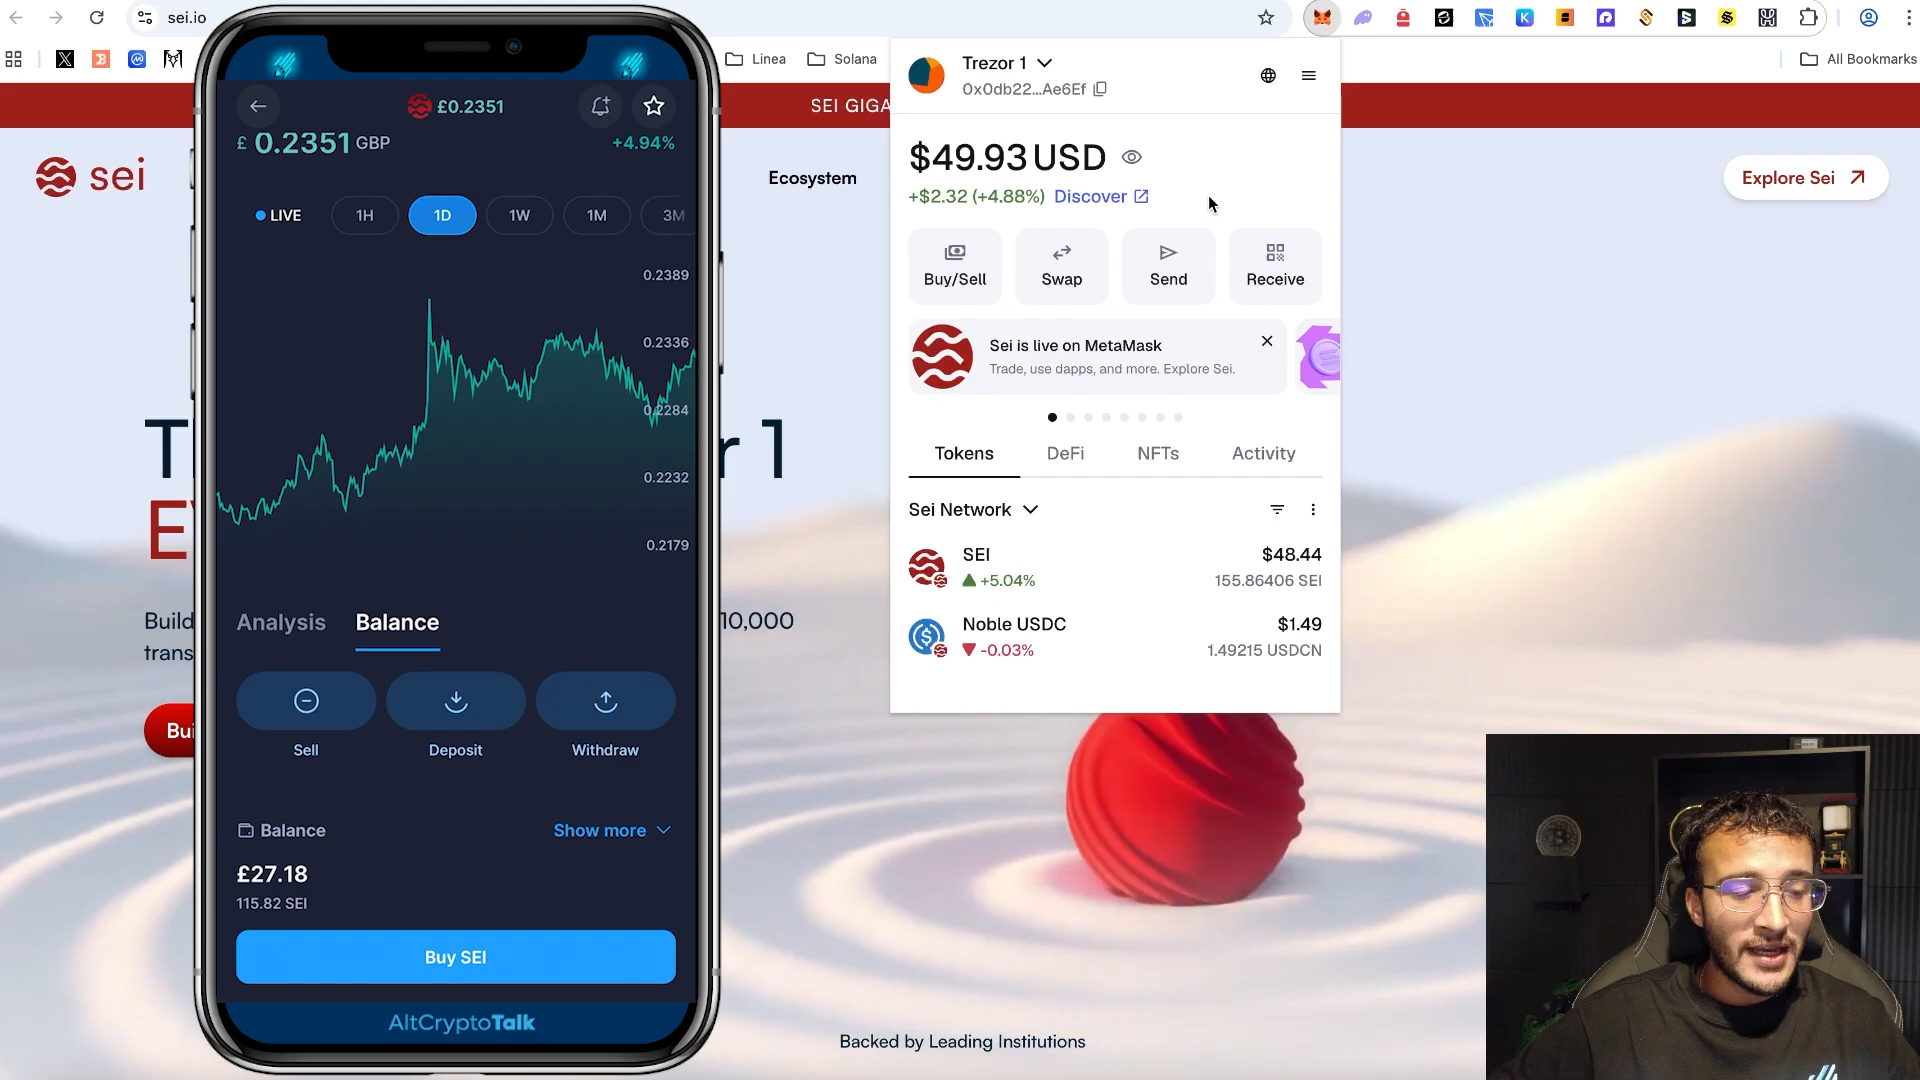 sei.io
Linea
Solana
All Bookmarks
SEI GIGA
sei
Ecosystem
Explore Sei
r 1
E
Build
10,000
trans
Bui
Backed by Leading Institutions
£0.2351
£ 0.2351 GBP
+4.94%
LIVE
1H
1D
1W
1M
3M
0.2389
0.2336
0.2284
0.2232
0.2179
Analysis
Balance
Sell
Deposit
Withdraw
Balance
Show more
£27.18
115.82 SEI
Buy SEI
AltCryptoTalk
Trezor 1
0x0db22...Ae6Ef
$49.93 USD
+$2.32 (+4.88%) Discover
Buy/Sell
Swap
Send
Receive
Sei is live on MetaMask
Trade, use dapps, and more. Explore Sei.
Tokens
DeFi
NFTs
Activity
Sei Network
SEI
$48.44
+5.04%
155.86406 SEI
Noble USDC
$1.49
-0.03%
1.49215 USDCN